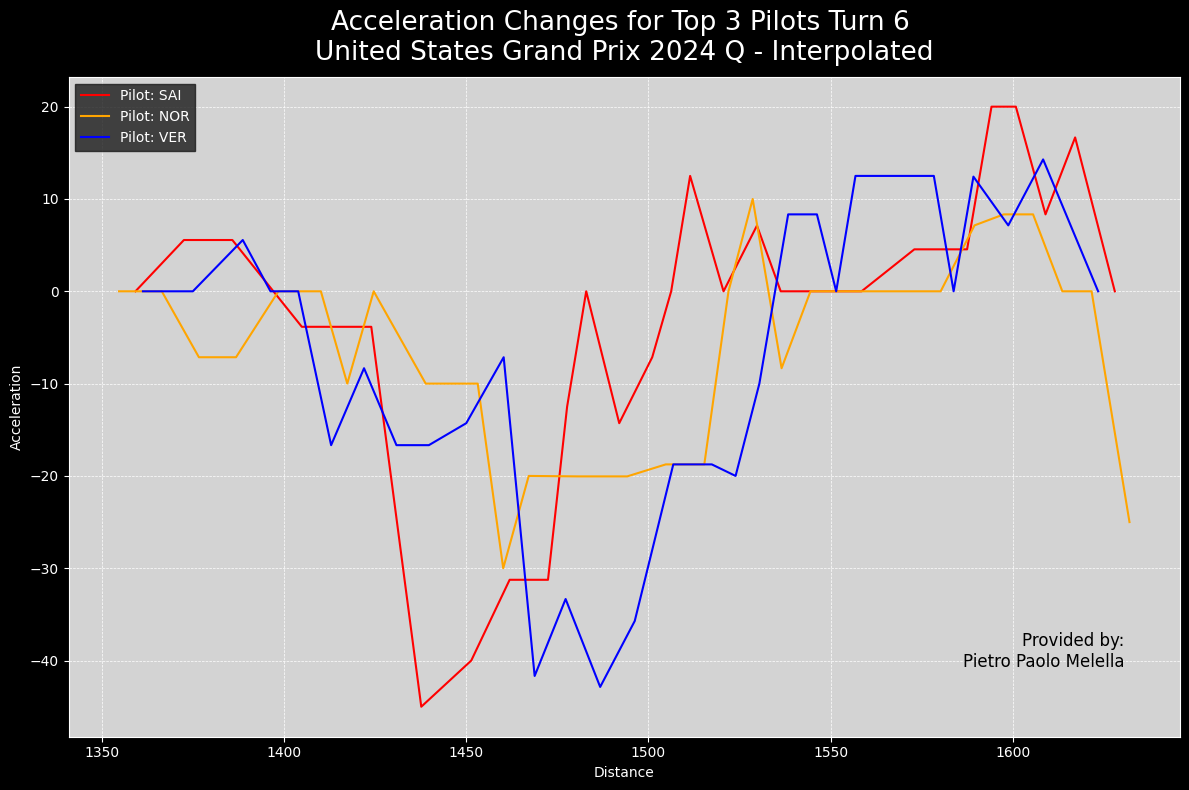 Acceleration Changes for Top 3 Pilots Turn 6
United States Grand Prix 2024 Q - Interpolated
Pilot: SAI
Pilot: NOR
Pilot: VER
20
10
0
−10
−20
−30
−40
Acceleration
Provided by:
Pietro Paolo Melella
1350 1400 1450 1500 1550 1600
Distance